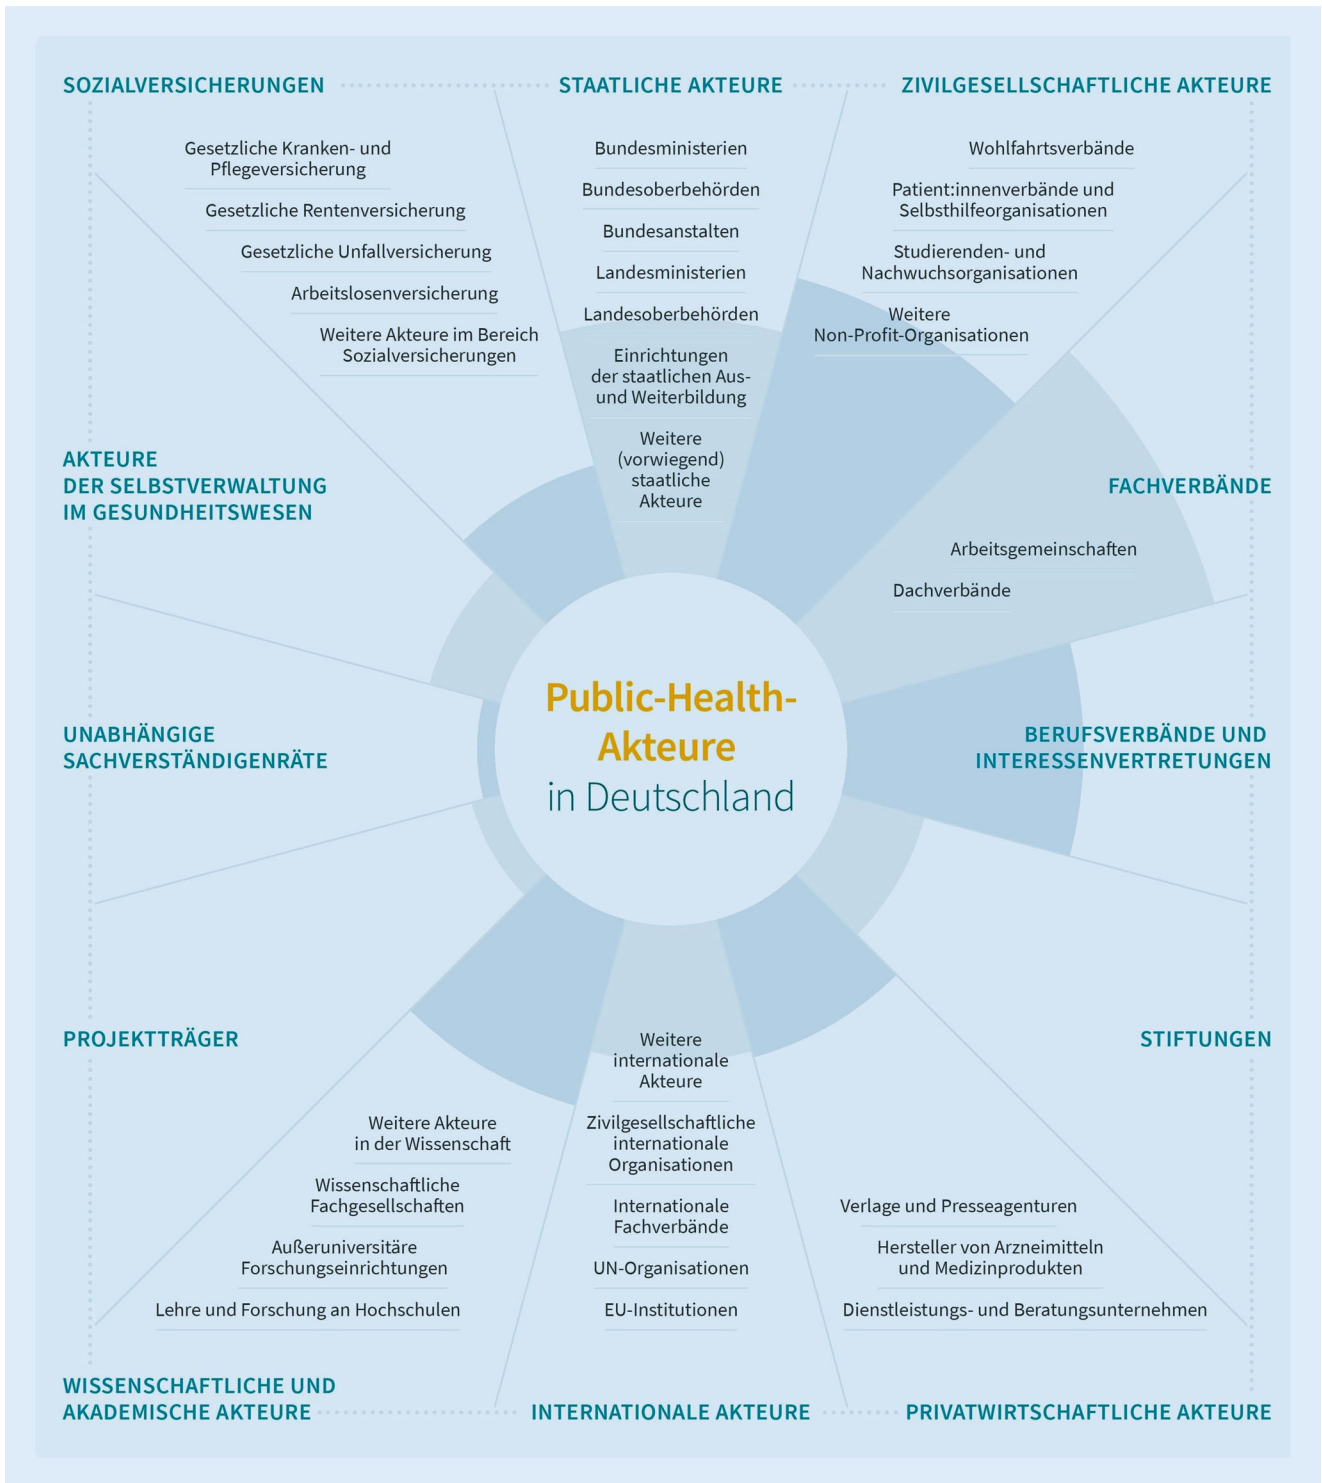 SOZIALVERSICHERUNGEN
Gesetzliche Kranken- und
Pflegeversicherung
Gesetzliche Rentenversicherung
Gesetzliche Unfallversicherung
Arbeitslosenversicherung
Weitere Akteure im Bereich
Sozialversicherungen
STAATLICHE AKTEURE
Bundesministerien
Bundesoberbehörden
Bundesanstalten
Landesministerien
Landesoberbehörden
Einrichtungen
der staatlichen Aus-
und Weiterbildung
Weitere
(vorwiegend)
staatliche
Akteure
ZIVILGESELLSCHAFTLICHE AKTEURE
Wohlfahrtsverbände
Patient:innenverbände und
Selbsthilfeorganisationen
Studierenden- und
Nachwuchsorganisationen
Weitere
Non-Profit-Organisationen
AKTEURE
DER SELBSTVERWALTUNG
IM GESUNDHEITSWESEN
FACHVERBÄNDE
Arbeitsgemeinschaften
Dachverbände
UNABHÄNGIGE
SACHVERSTÄNDIGENRÄTE
Public-Health-
Akteure
in Deutschland
BERUFSVERBÄNDE UND
INTERESSENVERTRETUNGEN
PROJEKTTRÄGER
STIFTUNGEN
Weitere Akteure
in der Wissenschaft
Wissenschaftliche
Fachgesellschaften
Außeruniversitäre
Forschungseinrichtungen
Lehre und Forschung an Hochschulen
WISSENSCHAFTLICHE UND
AKADEMISCHE AKTEURE
Weitere
internationale
Akteure
Zivilgesellschaftliche
internationale
Organisationen
Internationale
Fachverbände
UN-Organisationen
EU-Institutionen
INTERNATIONALE AKTEURE
Verlage und Presseagenturen
Hersteller von Arzneimitteln
und Medizinprodukten
Dienstleistungs- und Beratungsunternehmen
PRIVATWIRTSCHAFTLICHE AKTEURE